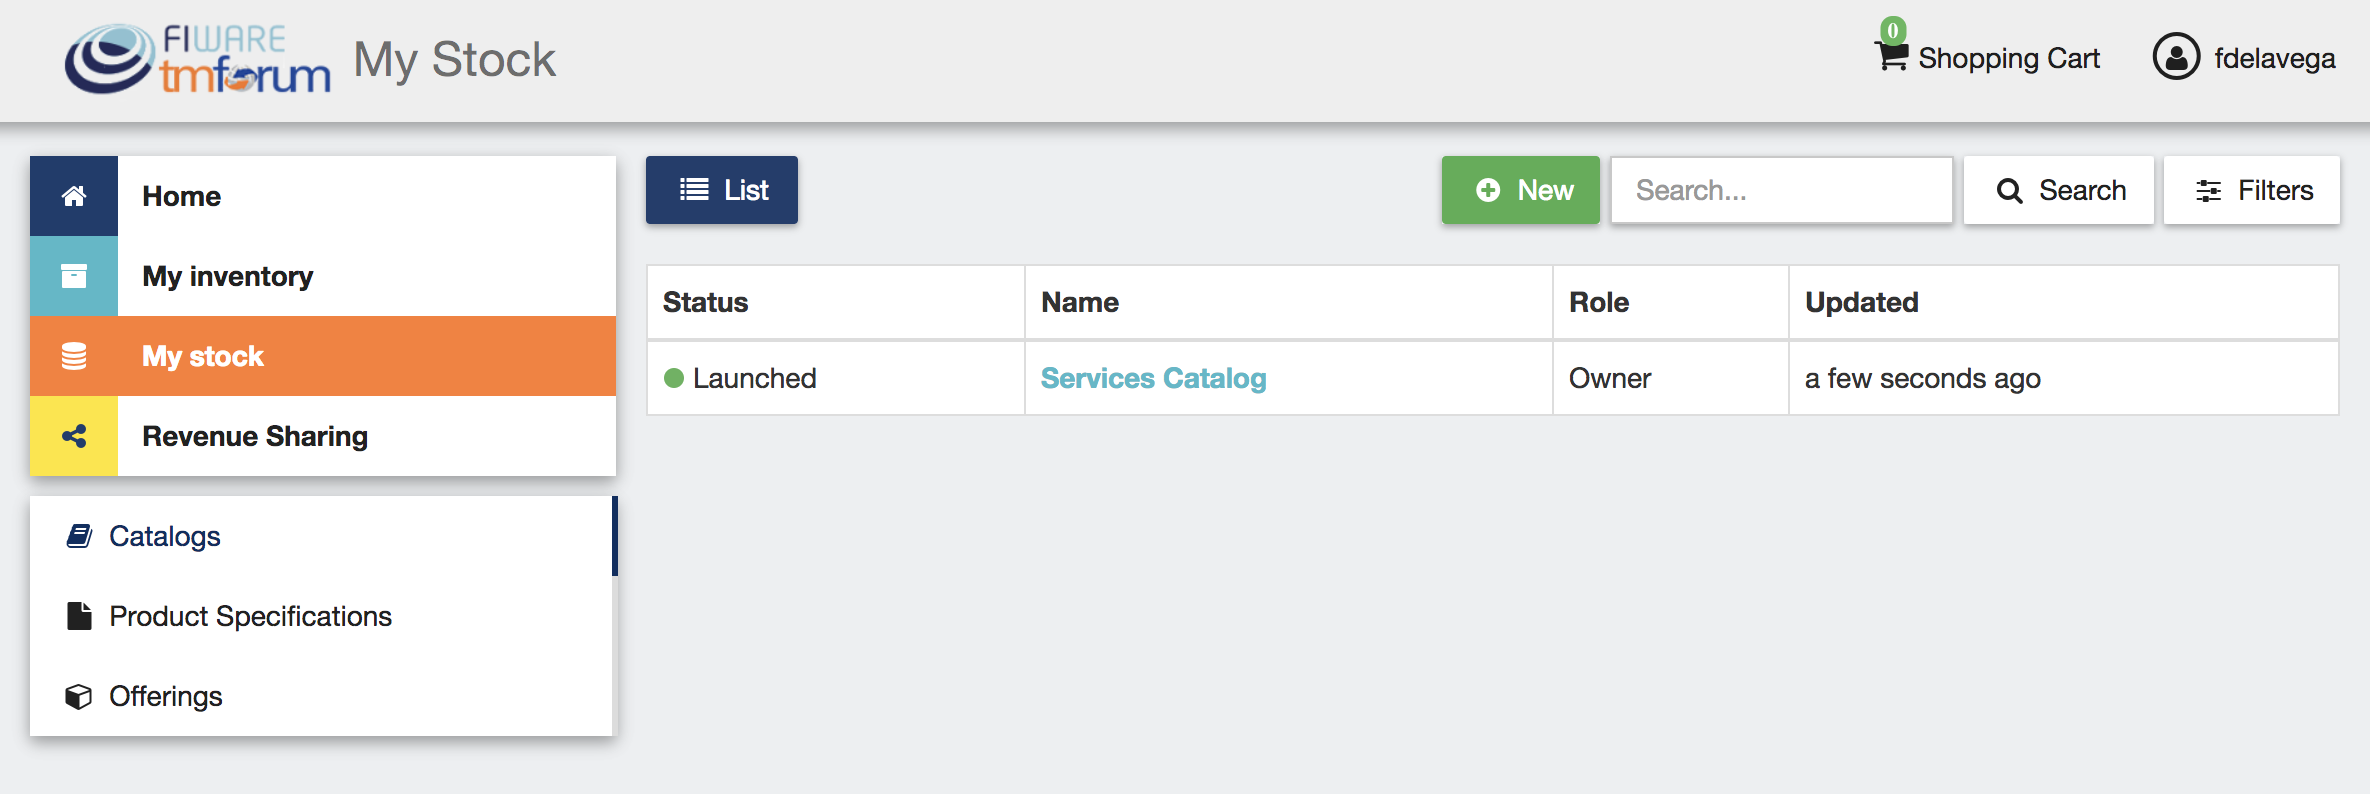 FIWARE
tmforum
My Stock
0
Shopping Cart
fdelavega
Home
My inventory
My stock
Revenue Sharing
Catalogs
Product Specifications
Offerings
List
New
Search...
Search
Filters
Status Name Role Updated
Launched Services Catalog Owner a few seconds ago